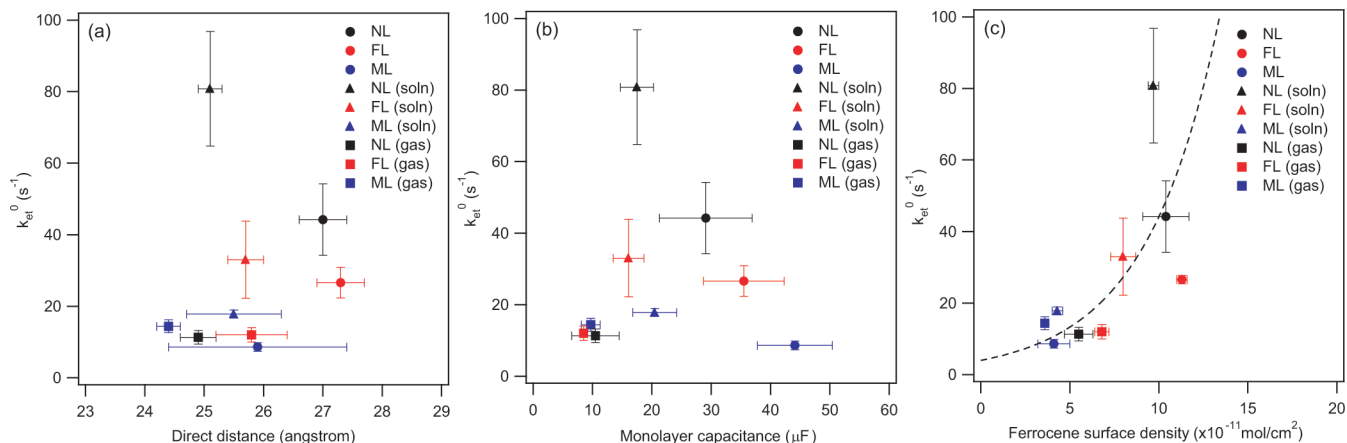 (a)
100
80
60
40
20
0
k_et^0 (s^-1)
NL
FL
ML
NL (soln)
FL (soln)
ML (soln)
NL (gas)
FL (gas)
ML (gas)
23 24 25 26 27 28 29
Direct distance (angstrom)
(b)
100
80
60
40
20
0
k_et^0 (s^-1)
NL
FL
ML
NL (soln)
FL (soln)
ML (soln)
NL (gas)
FL (gas)
ML (gas)
0 10 20 30 40 50 60
Monolayer capacitance (μF)
(c)
100
80
60
40
20
0
k_et^0 (s^-1)
NL
FL
ML
NL (soln)
FL (soln)
ML (soln)
NL (gas)
FL (gas)
ML (gas)
0 5 10 15 20
Ferrocene surface density (x10^-11mol/cm^2)